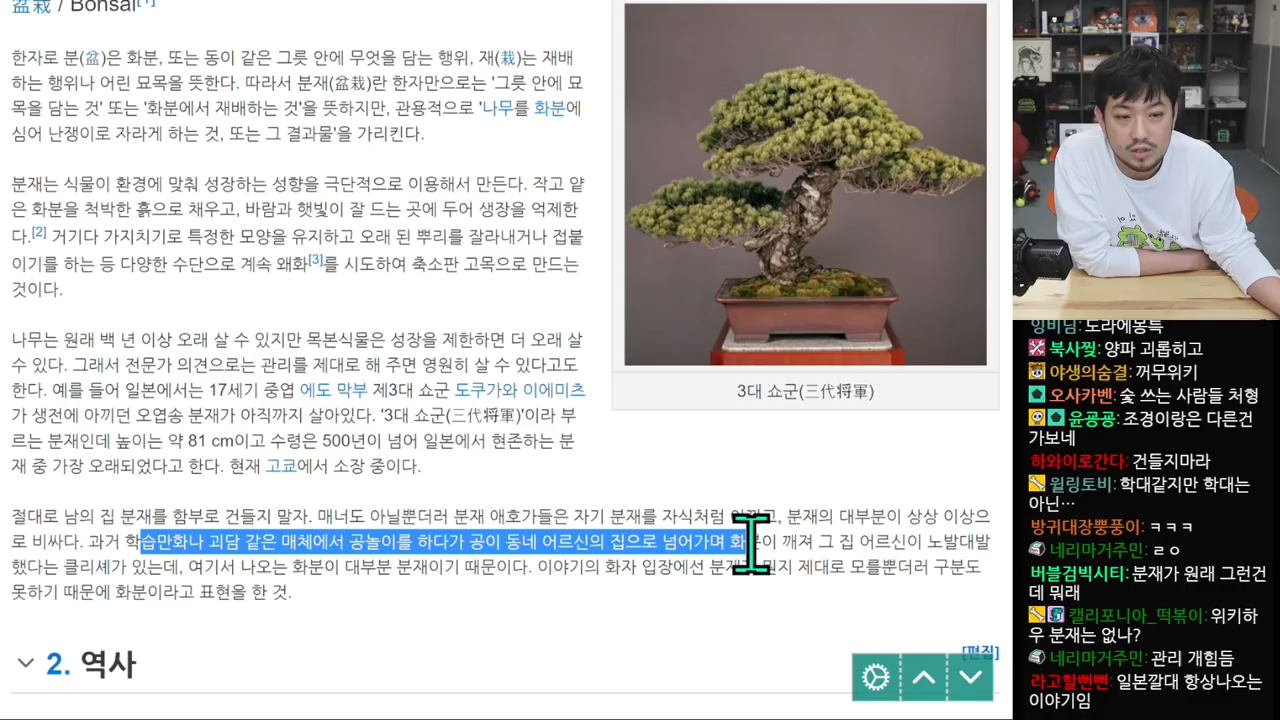 盆栽 / Bonsai[1]
한자로 분(盆)은 화분, 또는 동이 같은 그릇 안에 무엇을 담는 행위, 재(栽)는 재배
하는 행위나 어린 묘목을 뜻한다. 따라서 분재(盆栽)란 한자만으로는 '그릇 안에 묘
목을 담는 것' 또는 '화분에서 재배하는 것'을 뜻하지만, 관용적으로 '나무를 화분에
심어 난쟁이로 자라게 하는 것, 또는 그 결과물'을 가리킨다.
분재는 식물이 환경에 맞춰 성장하는 성향을 극단적으로 이용해서 만든다. 작고 얕
은 화분을 척박한 흙으로 채우고, 바람과 햇빛이 잘 드는 곳에 두어 생장을 억제한
다.[2] 거기다 가지치기로 특정한 모양을 유지하고 오래 된 뿌리를 잘라내거나 접붙
이기를 하는 등 다양한 수단으로 계속 왜화[3]를 시도하여 축소판 고목으로 만드는
것이다.
나무는 원래 백 년 이상 오래 살 수 있지만 목본식물은 성장을 제한하면 더 오래 살
수 있다. 그래서 전문가 의견으로는 관리를 제대로 해 주면 영원히 살 수 있다고도
한다. 예를 들어 일본에서는 17세기 중엽 에도 막부 제3대 쇼군 도쿠가와 이에미츠
가 생전에 아끼던 오엽송 분재가 아직까지 살아있다. '3대 쇼군(三代将軍)'이라 부
르는 분재인데 높이는 약 81 cm이고 수령은 500년이 넘어 일본에서 현존하는 분
재 중 가장 오래되었다고 한다. 현재 고쿄에서 소장 중이다.
3대 쇼군(三代将軍)
절대로 남의 집 분재를 함부로 건들지 말자. 매너도 아닐뿐더러 분재 애호가들은 자기 분재를 자식처럼 , 분재의 대부분이 상상 이상으
로 비싸다. 과거 학습만화나 괴담 같은 매체에서 공놀이를 하다가 공이 동네 어르신의 집으로 넘어가며 화분이 깨져 그 집 어르신이 노발대발
했다는 클리셰가 있는데, 여기서 나오는 화분이 대부분 분재이기 때문이다. 이야기의 화자 입장에선 제대로 모를뿐더러 구분도
못하기 때문에 화분이라고 표현을 한 것.
2. 역사
[편집]
잉비님: 도라에몽특
북사찢: 양파 괴롭히고
야생의숨결: 꺼무위키
오사카벤: 숯 쓰는 사람들 처형
윤공공: 조경이랑은 다른건
가보네
하와이로간다: 건들지마라
윌링토비: 학대같지만 학대는
아닌…
방귀대장뿡풍이: ㅋㅋㅋ
네리마거주민: ㄹㅇ
버블검빅시티: 분재가 원래 그런건
데 뭐래
캘리포니아_떡볶이: 위키하
우 분재는 없나?
네리마거주민: 관리 개힘듬
라고할뻔뻔: 일본깔대 항상나오는
이야기임